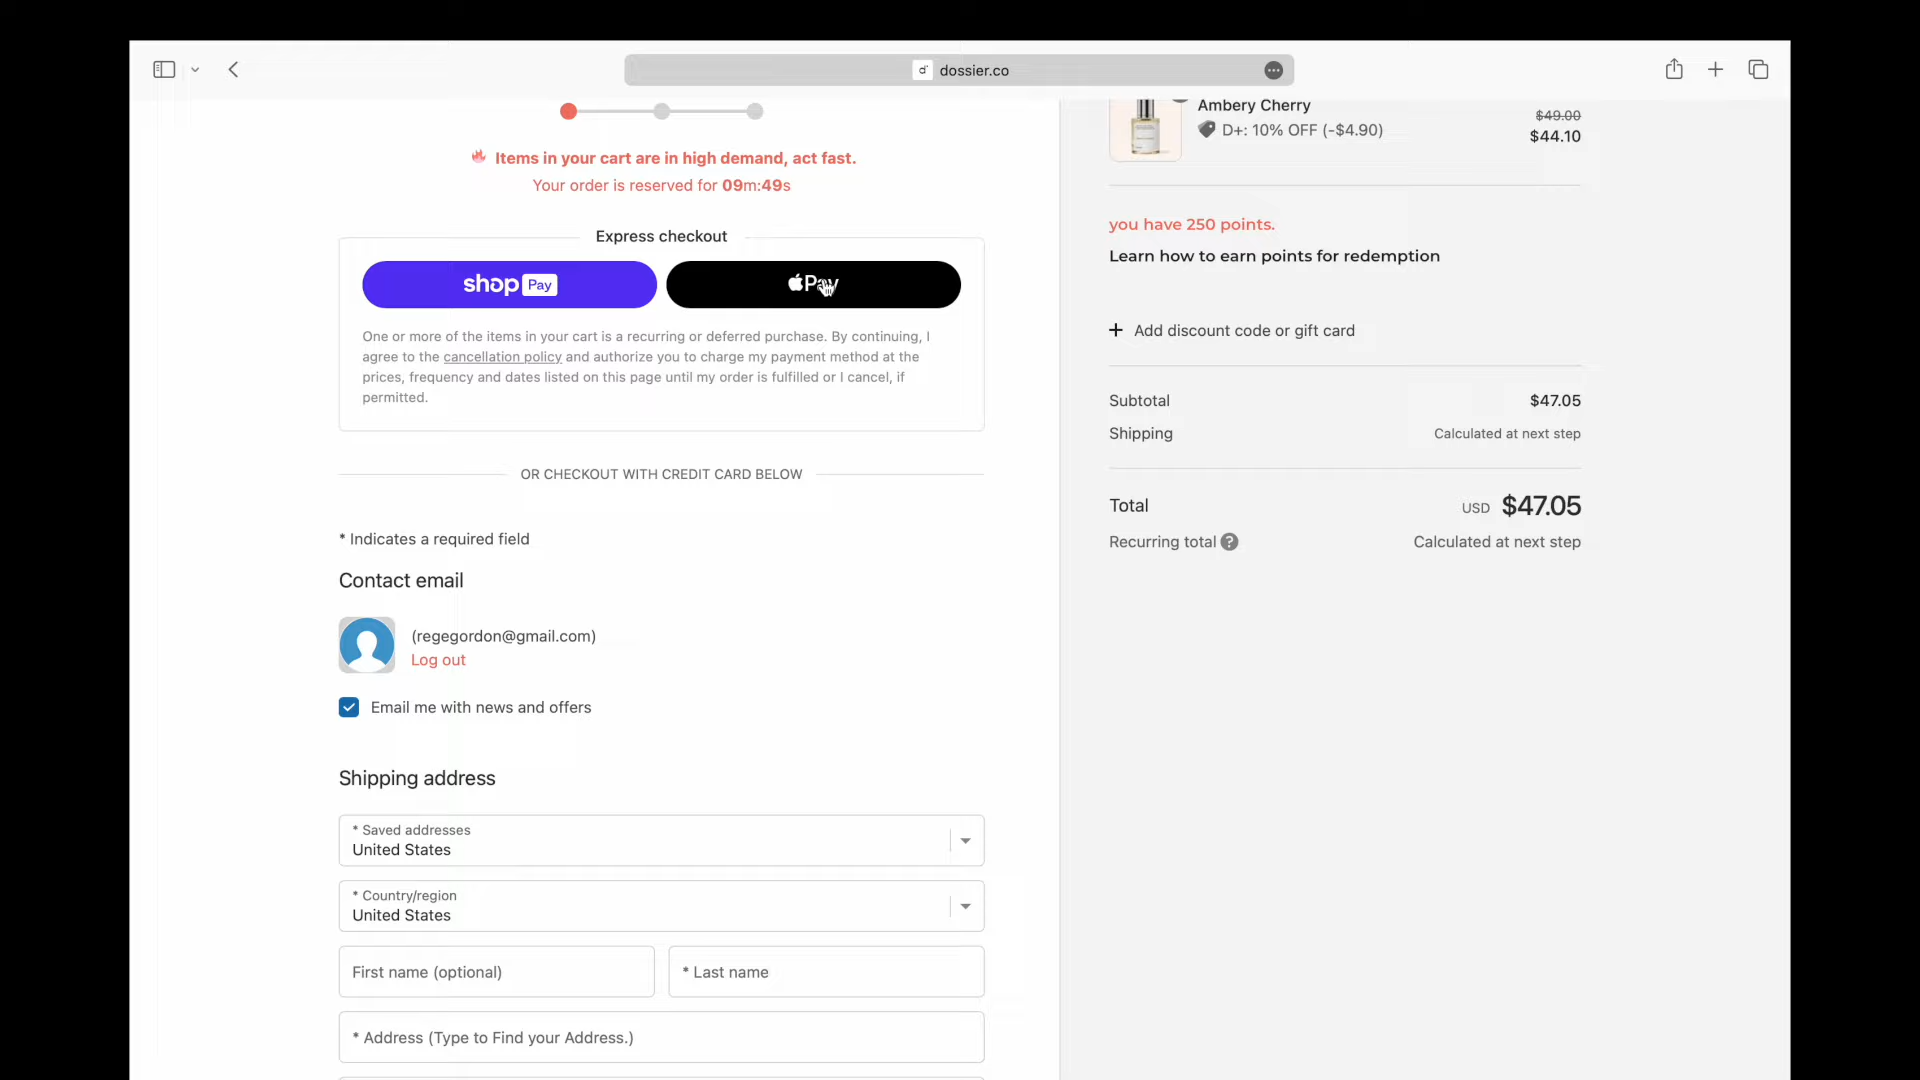 dossier.co
Items in your cart are in high demand, act fast.
Your order is reserved for 09m:49s
Express checkout
shop Pay
Pay
One or more of the items in your cart is a recurring or deferred purchase. By continuing, I
agree to the cancellation policy and authorize you to charge my payment method at the
prices, frequency and dates listed on this page until my order is fulfilled or I cancel, if
permitted.
OR CHECKOUT WITH CREDIT CARD BELOW
* Indicates a required field
Contact email
(regegordon@gmail.com)
Log out
Email me with news and offers
Shipping address
* Saved addresses
United States
* Country/region
United States
First name (optional)
* Last name
* Address (Type to Find your Address.)
Ambery Cherry
D+: 10% OFF (-$4.90)
$49.00
$44.10
you have 250 points.
Learn how to earn points for redemption
+ Add discount code or gift card
Subtotal $47.05
Shipping Calculated at next step
Total USD $47.05
Recurring total ? Calculated at next step